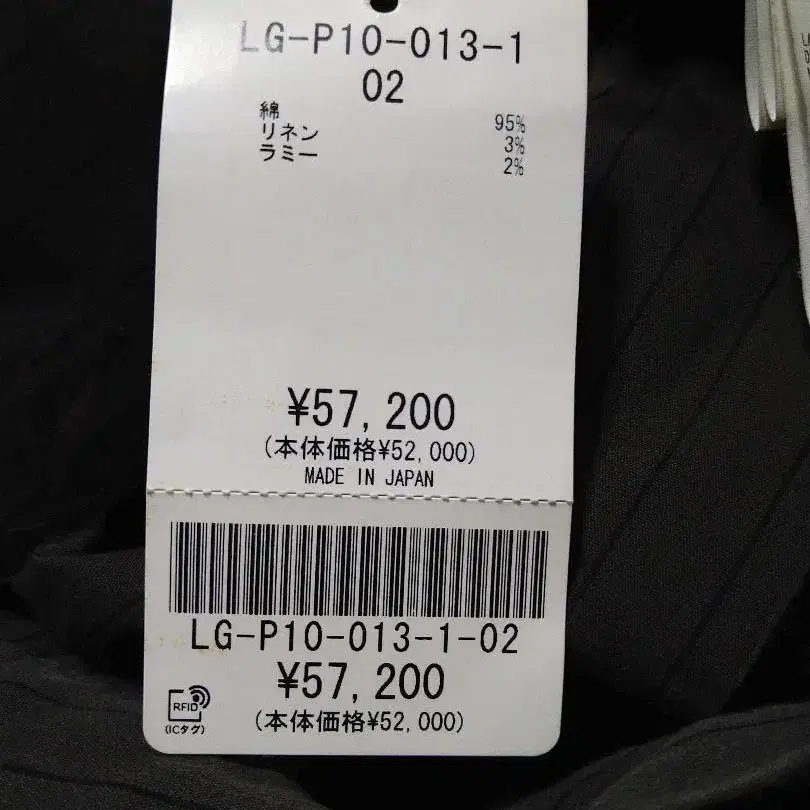 LG-P10-013-1
02
綿 95%
リネン 3%
ラミー 2%
¥57,200
(本体価格¥52,000)
MADE IN JAPAN
LG-P10-013-1-02
¥57,200
RFID
(本体価格¥52,000)
(ICタグ)